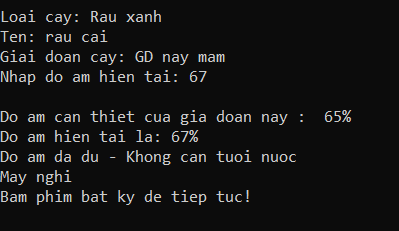 Loai cay: Rau xanh
Ten: rau cai
Giai doan cay: GD nay mam
Nhap do am hien tai: 67
Do am can thiet cua gia doan nay :  65%
Do am hien tai la: 67%
Do am da du - Khong can tuoi nuoc
May nghi
Bam phim bat ky de tiep tuc!